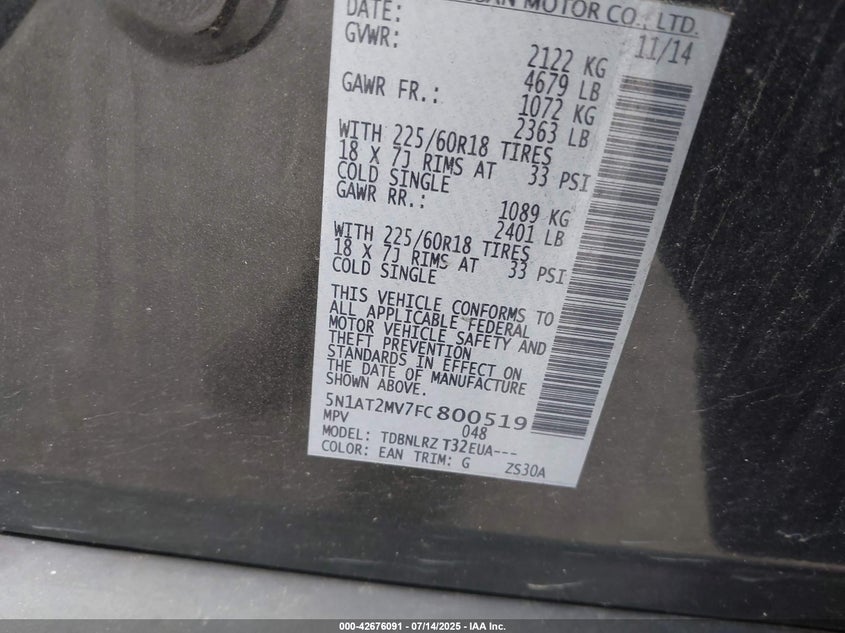 DATE:
MOTOR CO., LTD.
11/14
GVWR:
2122 KG
4679 LB
GAWR FR.:
1072 KG
2363 LB
WITH 225/60R18 TIRES
18 X 7J RIMS AT 33 PSI
COLD SINGLE
GAWR RR.:
1089 KG
2401 LB
WITH 225/60R18 TIRES
18 X 7J RIMS AT 33 PSI
COLD SINGLE
THIS VEHICLE CONFORMS TO
ALL APPLICABLE FEDERAL
MOTOR VEHICLE SAFETY AND
THEFT PREVENTION
STANDARDS IN EFFECT ON
THE DATE OF MANUFACTURE
SHOWN ABOVE.
5N1AT2MV7FC800519
MPV 048
MODEL: TDBNLRZ T32EUA---
COLOR: EAN TRIM: G ZS30A
000-42676091 - 07/14/2025 - IAA Inc.